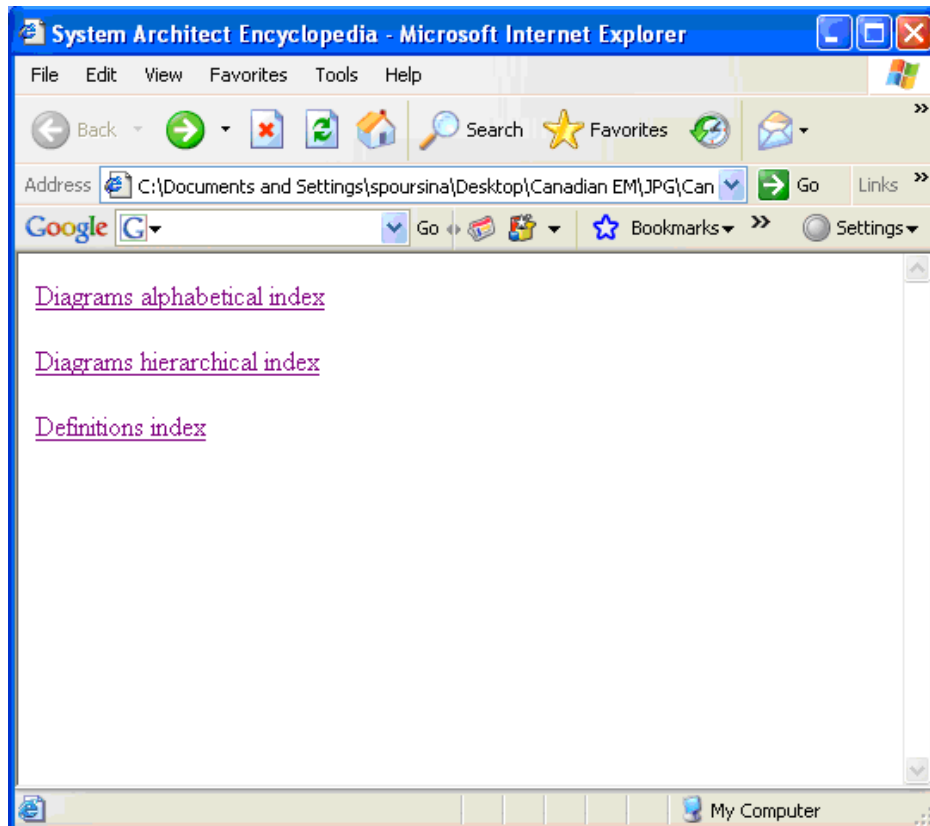 System Architect Encyclopedia - Microsoft Internet Explorer
File Edit View Favorites Tools Help
Back Search Favorites »
Address C:\Documents and Settings\spoursina\Desktop\Canadian EM\JPG\Can Go Links »
Google G Go Bookmarks » Settings
Diagrams alphabetical index
Diagrams hierarchical index
Definitions index
My Computer